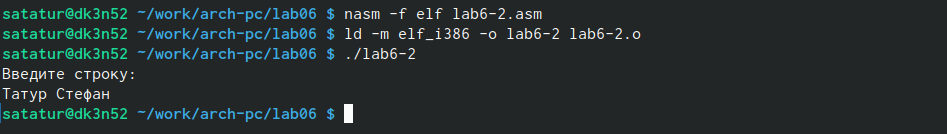 satatur@dk3n52 ~/work/arch-pc/lab06 $ nasm -f elf lab6-2.asm
satatur@dk3n52 ~/work/arch-pc/lab06 $ ld -m elf_i386 -o lab6-2 lab6-2.o
satatur@dk3n52 ~/work/arch-pc/lab06 $ ./lab6-2
Введите строку:
Татур Стефан
satatur@dk3n52 ~/work/arch-pc/lab06 $